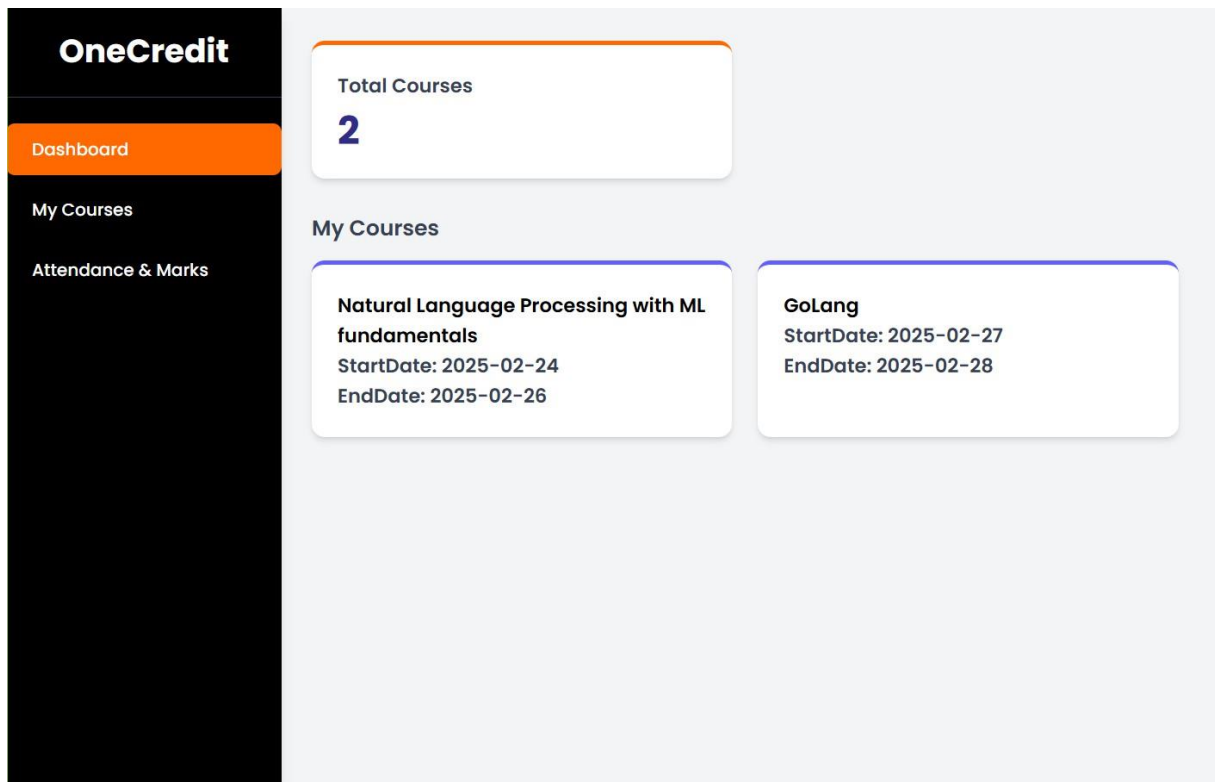 OneCredit
Dashboard
My Courses
Attendance & Marks
Total Courses
2
My Courses
Natural Language Processing with ML
fundamentals
StartDate: 2025-02-24
EndDate: 2025-02-26
GoLang
StartDate: 2025-02-27
EndDate: 2025-02-28